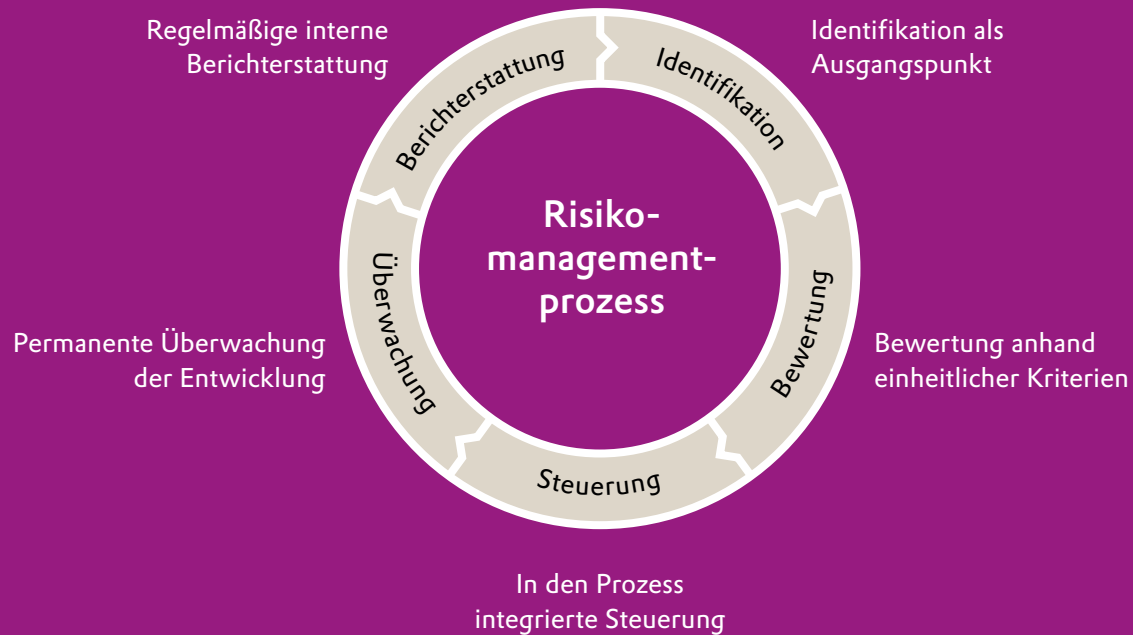 Regelmäßige interne
Berichterstattung
Identifikation als
Ausgangspunkt
Berichterstattung
Identifikation
Risiko-
management-
prozess
Überwachung
Bewertung
Permanente Überwachung
der Entwicklung
Bewertung anhand
einheitlicher Kriterien
Steuerung
In den Prozess
integrierte Steuerung